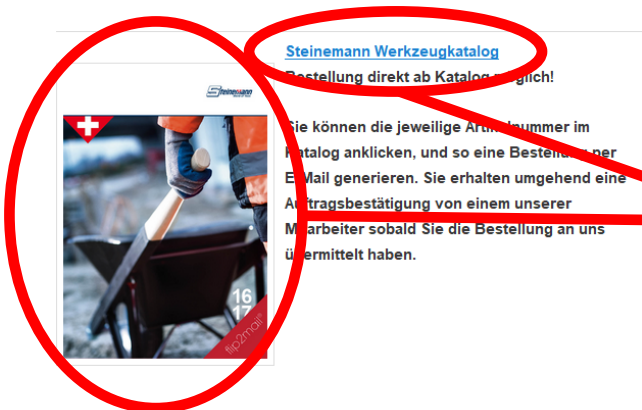 Steinemann
16
17
flip2mail®
Steinemann Werkzeugkatalog
Bestellung direkt ab Katalog möglich!
Sie können die jeweilige Artikelnummer im
Katalog anklicken, und so eine Bestellung per
E-Mail generieren. Sie erhalten umgehend eine
Auftragsbestätigung von einem unserer
Mitarbeiter sobald Sie die Bestellung an uns
übermittelt haben.